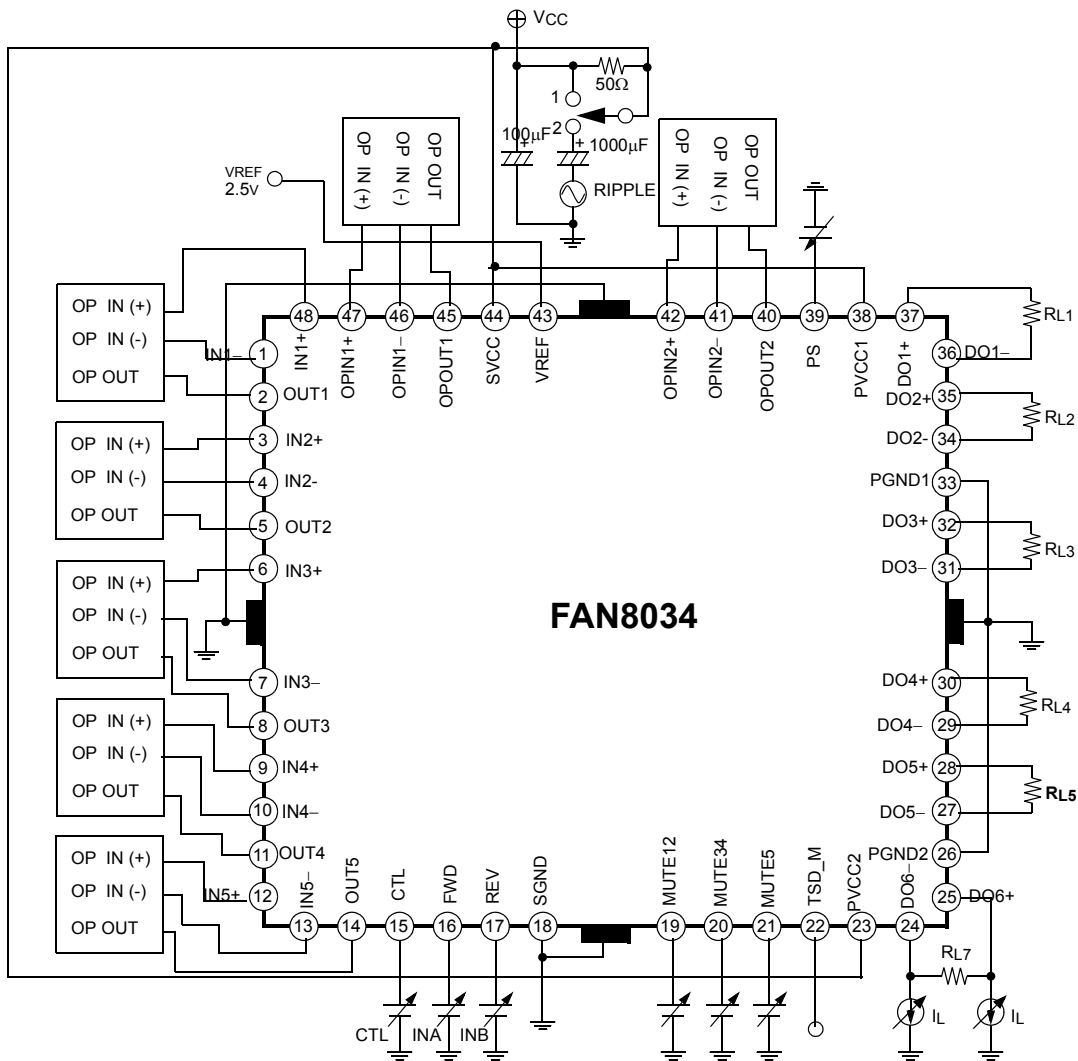 VCC
50Ω
1
2
100µF
+
+
1000µF
RIPPLE
OP IN (+)
OP IN (-)
OP OUT
OP IN (+)
OP IN (-)
OP OUT
VREF
2.5V
OP IN (+)
OP IN (-)
OP OUT
OP IN (+)
OP IN (-)
OP OUT
OP IN (+)
OP IN (-)
OP OUT
OP IN (+)
OP IN (-)
OP OUT
OP IN (+)
OP IN (-)
OP OUT
48 47 46 45 44 43 42 41 40 39 38 37
IN1+ OPIN1+ OPIN1− OPOUT1 SVCC VREF OPIN2+ OPIN2− OPOUT2 PS PVCC1 DO1+
1 IN1−
2 OUT1
3 IN2+
4 IN2-
5 OUT2
6 IN3+
7 IN3−
8 OUT3
9 IN4+
10 IN4−
11 OUT4
12 IN5+
FAN8034
36 DO1−
DO2+ 35
DO2- 34
PGND1 33
DO3+ 32
DO3− 31
DO4+ 30
DO4− 29
DO5+ 28
DO5− 27
PGND2 26
25 DO6+
RL1
RL2
RL3
RL4
RL5
IN5− OUT5 CTL FWD REV SGND MUTE12 MUTE34 MUTE5 TSD_M PVCC2 DO6−
13 14 15 16 17 18 19 20 21 22 23 24
CTL INA INB
RL7
IL
IL